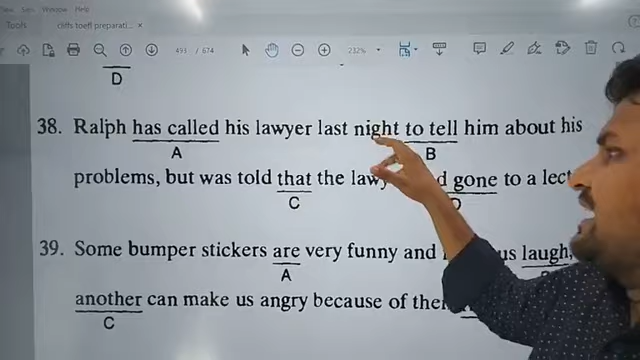 View Sign Window Help
Tools cliffs toefl preparati... ×
493 / 674 232%
D
38. Ralph has called his lawyer last night to tell him about his
A B
problems, but was told that the law d gone to a lect
C D
39. Some bumper stickers are very funny and us laugh,
A
another can make us angry because of the
C